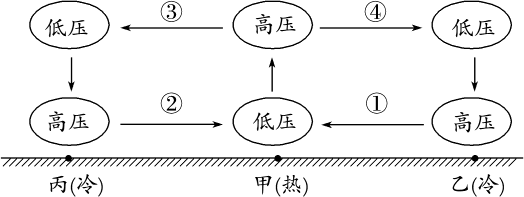 低压 ③ 高压 ④ 低压
高压 ② 低压 ① 高压
丙(冷) 甲(热) 乙(冷)